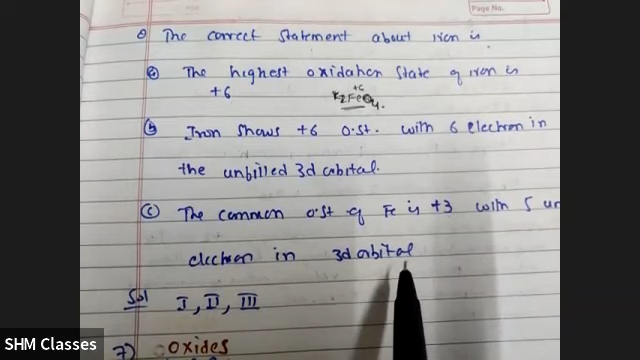 Page No.
The correct statement about iron is
(a) The highest oxidation state of iron is
+6
+6
K2FeO4.
(b) Iron shows +6 O.St. with 6 electron in
the unbilled 3d orbital.
(c) The common O.St of Fe is +3 with 5 un
electron in 3d orbital
Sol I, II, III
7) oxides
SHM Classes